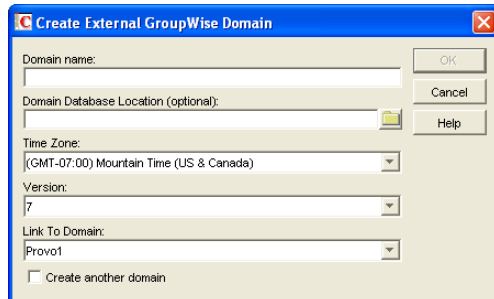 Create External GroupWise Domain
Domain name:
OK
Domain Database Location (optional):
Cancel
Help
Time Zone:
(GMT-07:00) Mountain Time (US & Canada)
Version:
7
Link To Domain:
Provo1
Create another domain